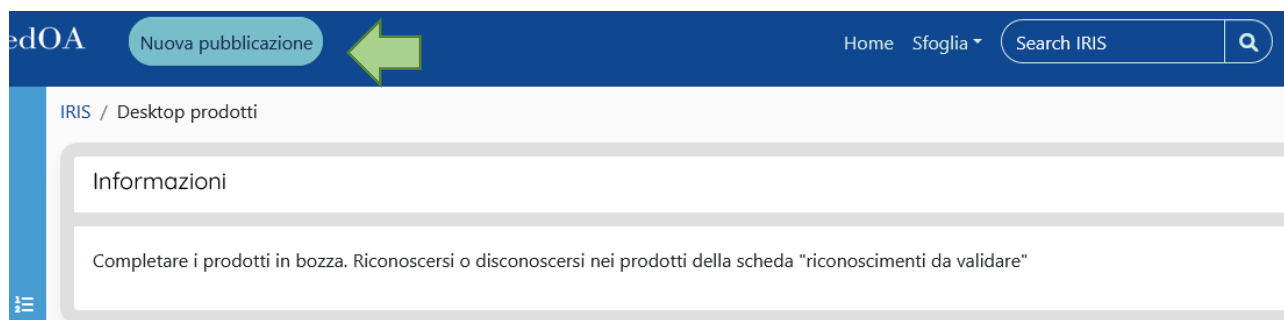 edOA Nuova pubblicazione Home Sfoglia Search IRIS
IRIS / Desktop prodotti
Informazioni
Completare i prodotti in bozza. Riconoscersi o disconoscersi nei prodotti della scheda "riconoscimenti da validare"